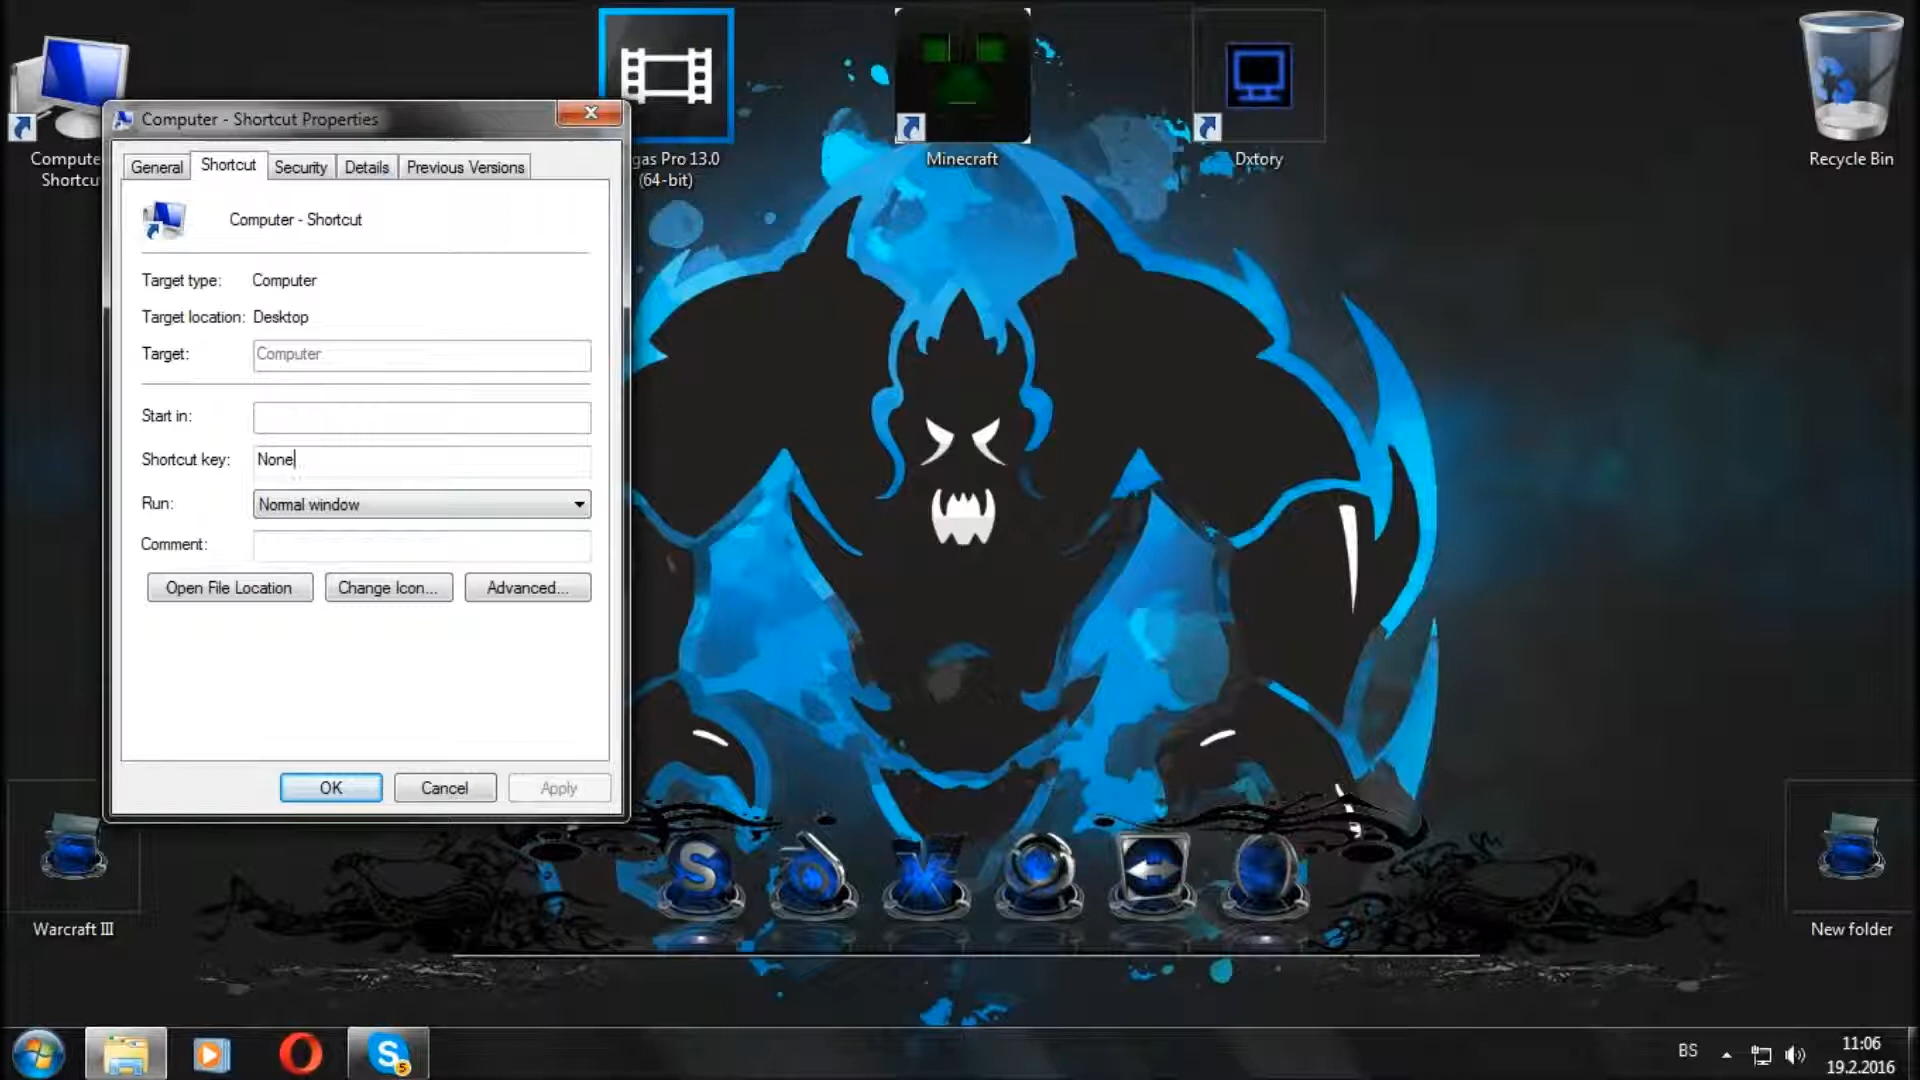 Computer - Shortcut Properties
General
Shortcut
Security
Details
Previous Versions
Computer - Shortcut
Target type: Computer
Target location: Desktop
Target: Computer
Start in:
Shortcut key: None
Run: Normal window
Comment:
Open File Location
Change Icon...
Advanced...
OK
Cancel
Apply
Compute
Shortcu
gas Pro 13.0
(64-bit)
Minecraft
Dxtory
Recycle Bin
Warcraft III
New folder
S
S
5
BS
11:06
19.2.2016